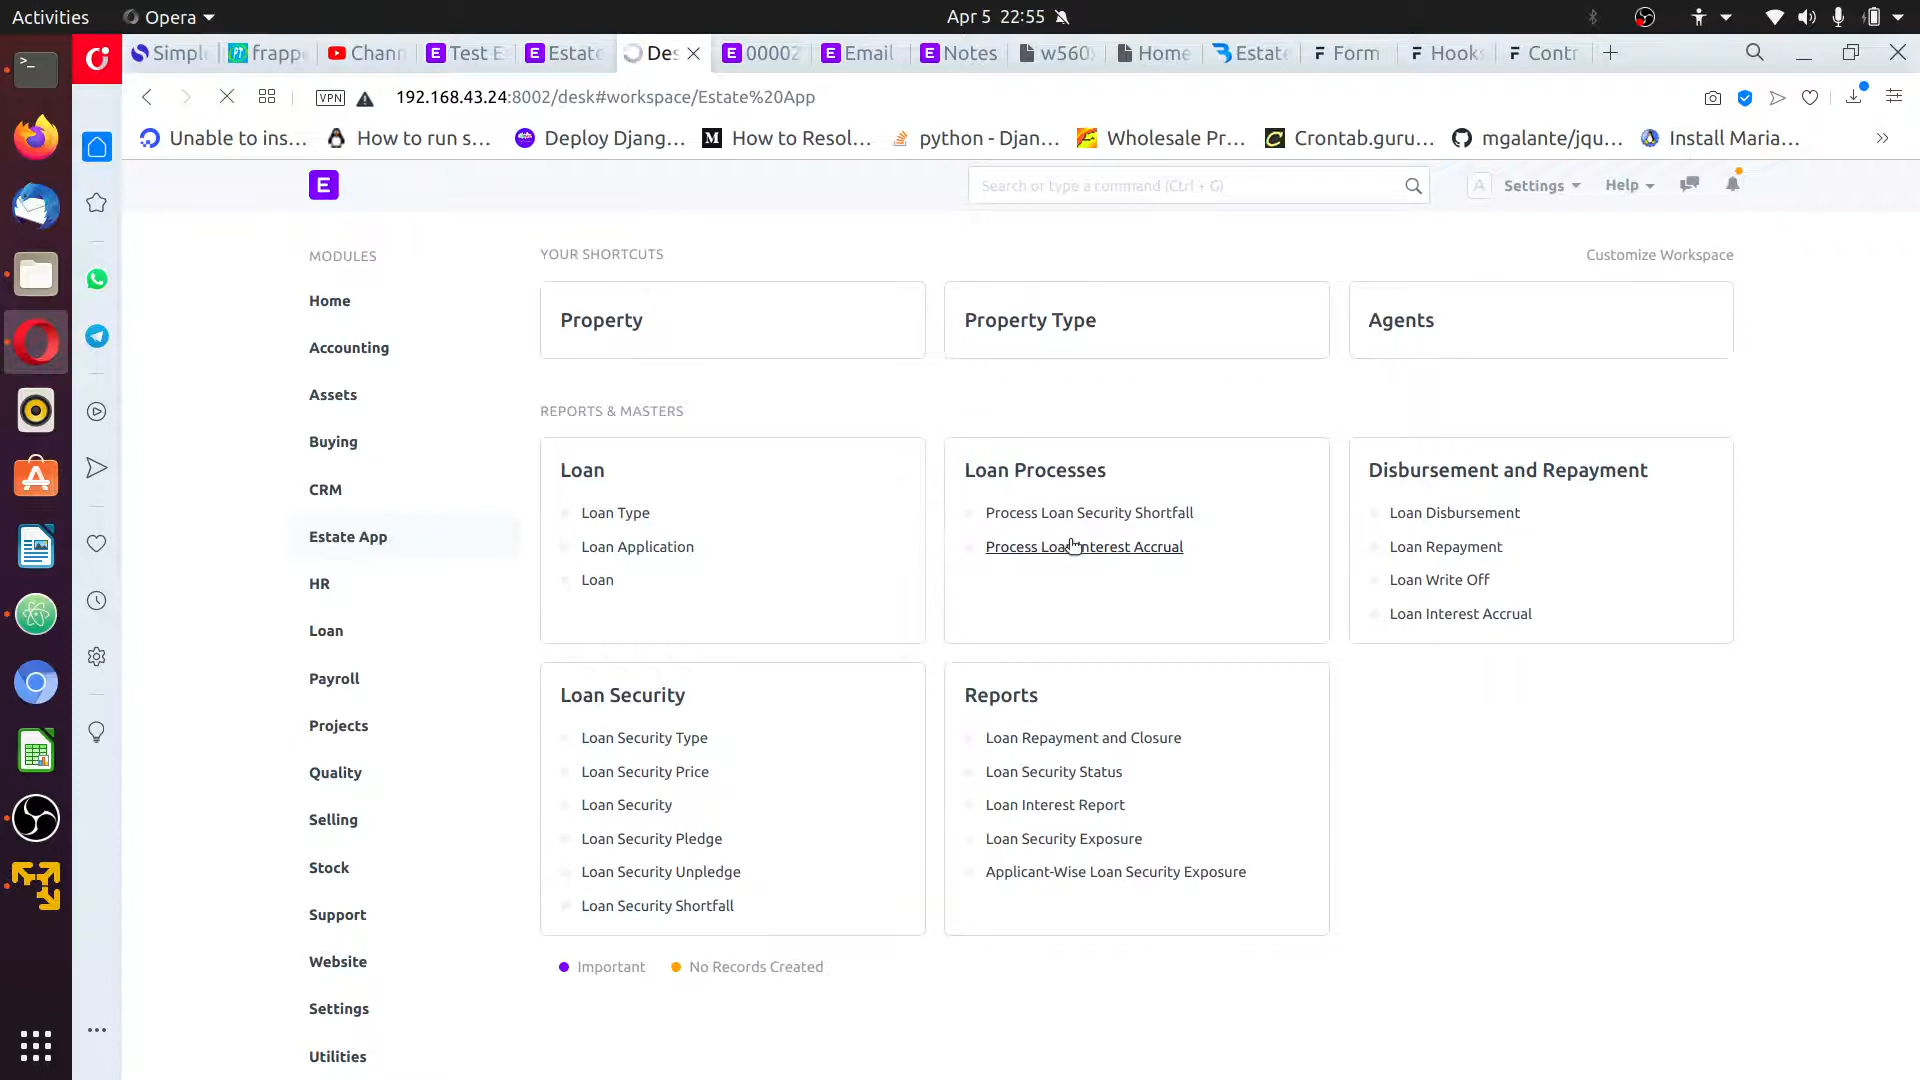 Activities
Opera
Apr 5 22:55
Simpl
frapp
Chann
Test E
Estate
Des
00002
Email
Notes
w560
Home
Estate
Form
Hooks
Contr
VPN
192.168.43.24:8002/desk#workspace/Estate%20App
Unable to ins...
How to run s...
Deploy Djang...
How to Resol...
python - Djan...
Wholesale Pr...
Crontab.guru...
mgalante/jqu...
Install Maria...
E
Search or type a command (Ctrl + G)
A
Settings
Help
MODULES
Home
Accounting
Assets
Buying
CRM
Estate App
HR
Loan
Payroll
Projects
Quality
Selling
Stock
Support
Website
Settings
Utilities
YOUR SHORTCUTS
Customize Workspace
Property
Property Type
Agents
REPORTS & MASTERS
Loan
Loan Type
Loan Application
Loan
Loan Processes
Process Loan Security Shortfall
Process Loan Interest Accrual
Disbursement and Repayment
Loan Disbursement
Loan Repayment
Loan Write Off
Loan Interest Accrual
Loan Security
Loan Security Type
Loan Security Price
Loan Security
Loan Security Pledge
Loan Security Unpledge
Loan Security Shortfall
Reports
Loan Repayment and Closure
Loan Security Status
Loan Interest Report
Loan Security Exposure
Applicant-Wise Loan Security Exposure
Important
No Records Created